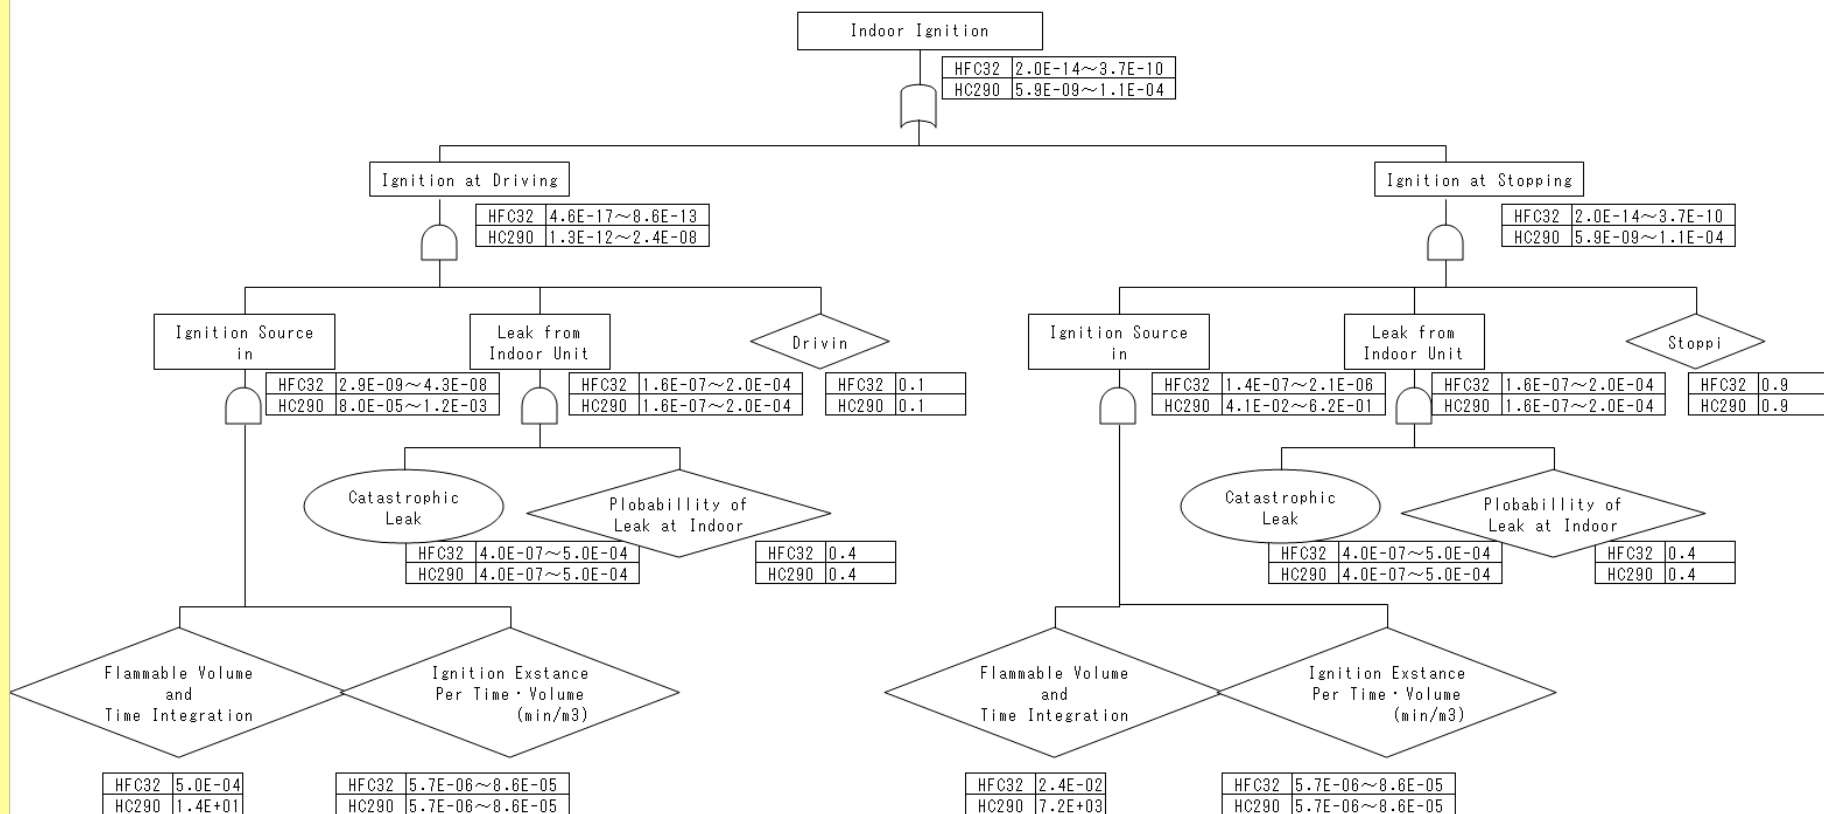 Indoor Ignition
HFC32 2.0E-14～3.7E-10
HC290 5.9E-09～1.1E-04
Ignition at Driving
HFC32 4.6E-17～8.6E-13
HC290 1.3E-12～2.4E-08
Ignition at Stopping
HFC32 2.0E-14～3.7E-10
HC290 5.9E-09～1.1E-04
Ignition Source
in
HFC32 2.9E-09～4.3E-08
HC290 8.0E-05～1.2E-03
Leak from
Indoor Unit
HFC32 1.6E-07～2.0E-04
HC290 1.6E-07～2.0E-04
Drivin
HFC32 0.1
HC290 0.1
Ignition Source
in
HFC32 1.4E-07～2.1E-06
HC290 4.1E-02～6.2E-01
Leak from
Indoor Unit
HFC32 1.6E-07～2.0E-04
HC290 1.6E-07～2.0E-04
Stoppi
HFC32 0.9
HC290 0.9
Catastrophic
Leak
HFC32 4.0E-07～5.0E-04
HC290 4.0E-07～5.0E-04
Plobabillity of
Leak at Indoor
HFC32 0.4
HC290 0.4
Catastrophic
Leak
HFC32 4.0E-07～5.0E-04
HC290 4.0E-07～5.0E-04
Plobabillity of
Leak at Indoor
HFC32 0.4
HC290 0.4
Flammable Volume
and
Time Integration
HFC32 5.0E-04
HC290 1.4E+01
Ignition Exstance
Per Time・Volume
(min/m3)
HFC32 5.7E-06～8.6E-05
HC290 5.7E-06～8.6E-05
Flammable Volume
and
Time Integration
HFC32 2.4E-02
HC290 7.2E+03
Ignition Exstance
Per Time・Volume
(min/m3)
HFC32 5.7E-06～8.6E-05
HC290 5.7E-06～8.6E-05